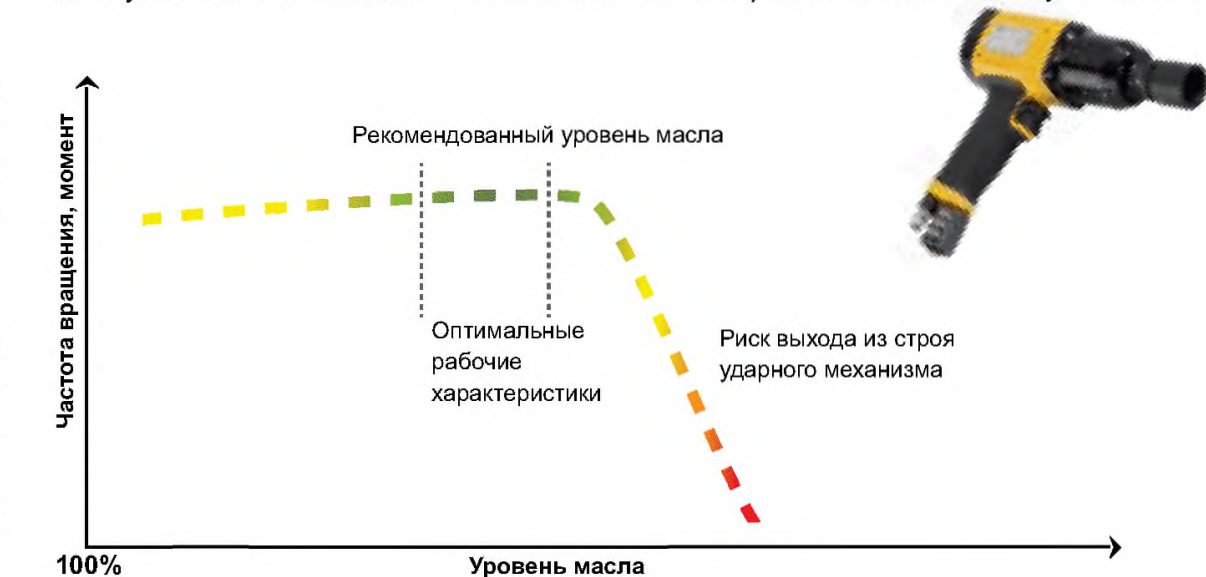 Рекомендованный уровень масла
Частота вращения, момент
Оптимальные
рабочие
характеристики
Риск выхода из строя
ударного механизма
100%
Уровень масла